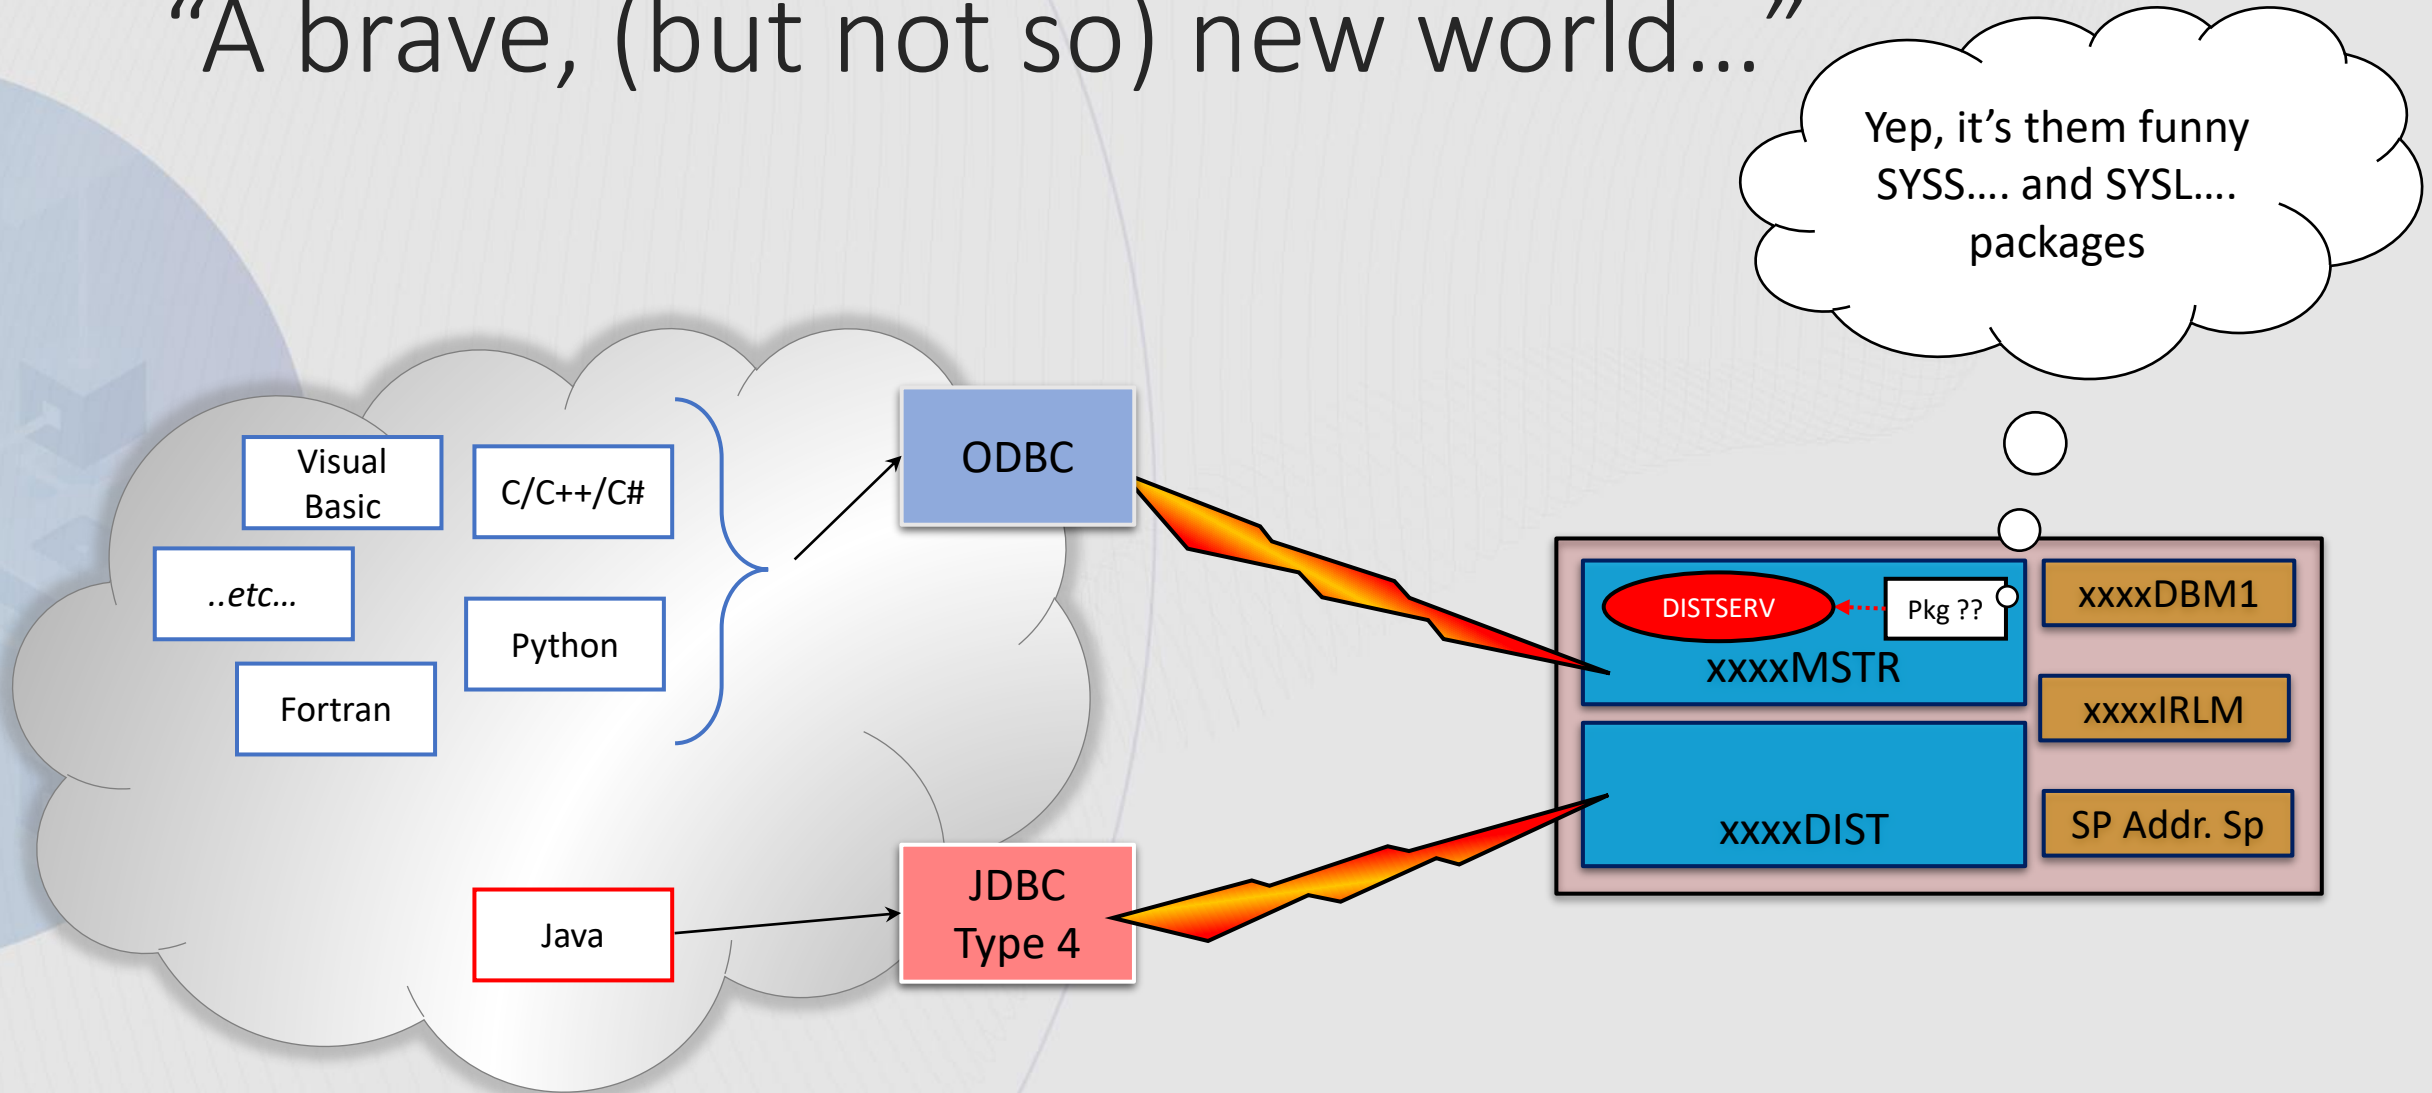 “A brave, (but not so) new world…”
Yep, it’s them funny
SYSS…. and SYSL….
packages
Visual
Basic
C/C++/C#
..etc…
Python
Fortran
Java
ODBC
JDBC
Type 4
DISTSERV
Pkg ??
xxxxMSTR
xxxxDIST
xxxxDBM1
xxxxIRLM
SP Addr. Sp